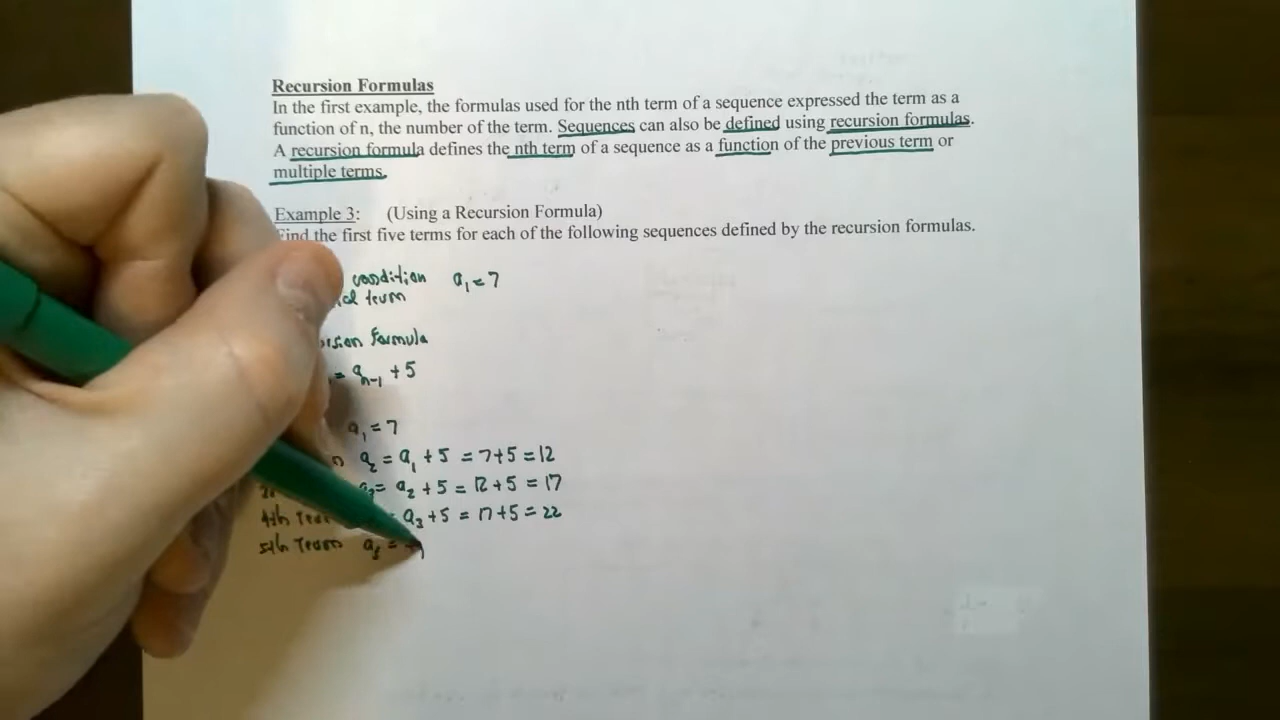 Recursion Formulas
In the first example, the formulas used for the nth term of a sequence expressed the term as a
function of n, the number of the term. Sequences can also be defined using recursion formulas.
A recursion formula defines the nth term of a sequence as a function of the previous term or
multiple terms.
Example 3: (Using a Recursion Formula)
Find the first five terms for each of the following sequences defined by the recursion formulas.
condition a₁ = 7
term
Formula
= aₙ₋₁ + 5
a₁ = 7
a₂ = a₁ + 5 = 7+5 = 12
= a₂ + 5 = 12 + 5 = 17
4th Term = a₃ + 5 = 17 + 5 = 22
5th Term a₅ =